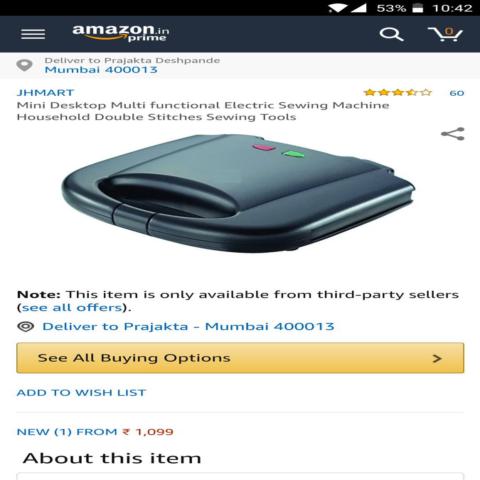 53% 10:42
amazon.in
prime
0
Deliver to Prajakta Deshpande
Mumbai 400013
JHMART
60
Mini Desktop Multi functional Electric Sewing Machine
Household Double Stitches Sewing Tools
Note: This item is only available from third-party sellers
(see all offers).
Deliver to Prajakta - Mumbai 400013
See All Buying Options
ADD TO WISH LIST
NEW (1) FROM ₹ 1,099
About this item